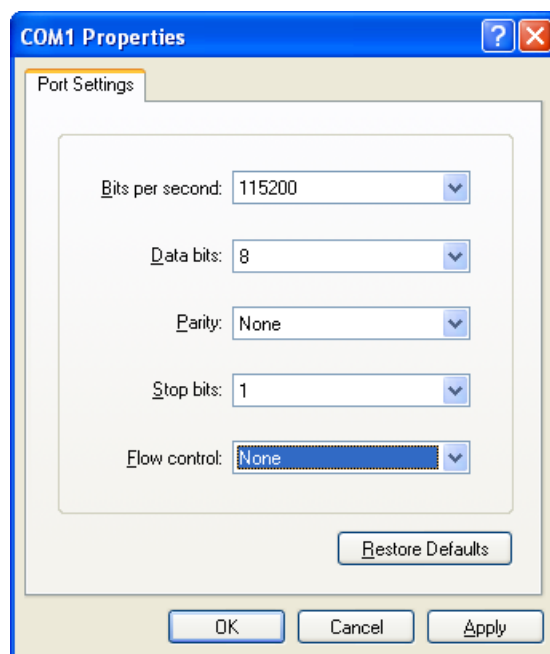 COM1 Properties
Port Settings
Bits per second: 115200
Data bits: 8
Parity: None
Stop bits: 1
Flow control: None
Restore Defaults
OK Cancel Apply